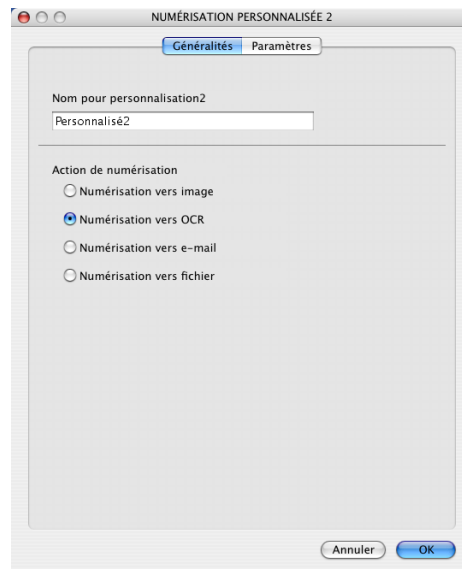 NUMÉRISATION PERSONNALISÉE 2
Généralités Paramètres
Nom pour personnalisation2
Personnalisé2
Action de numérisation
Numérisation vers image
Numérisation vers OCR
Numérisation vers e-mail
Numérisation vers fichier
Annuler OK